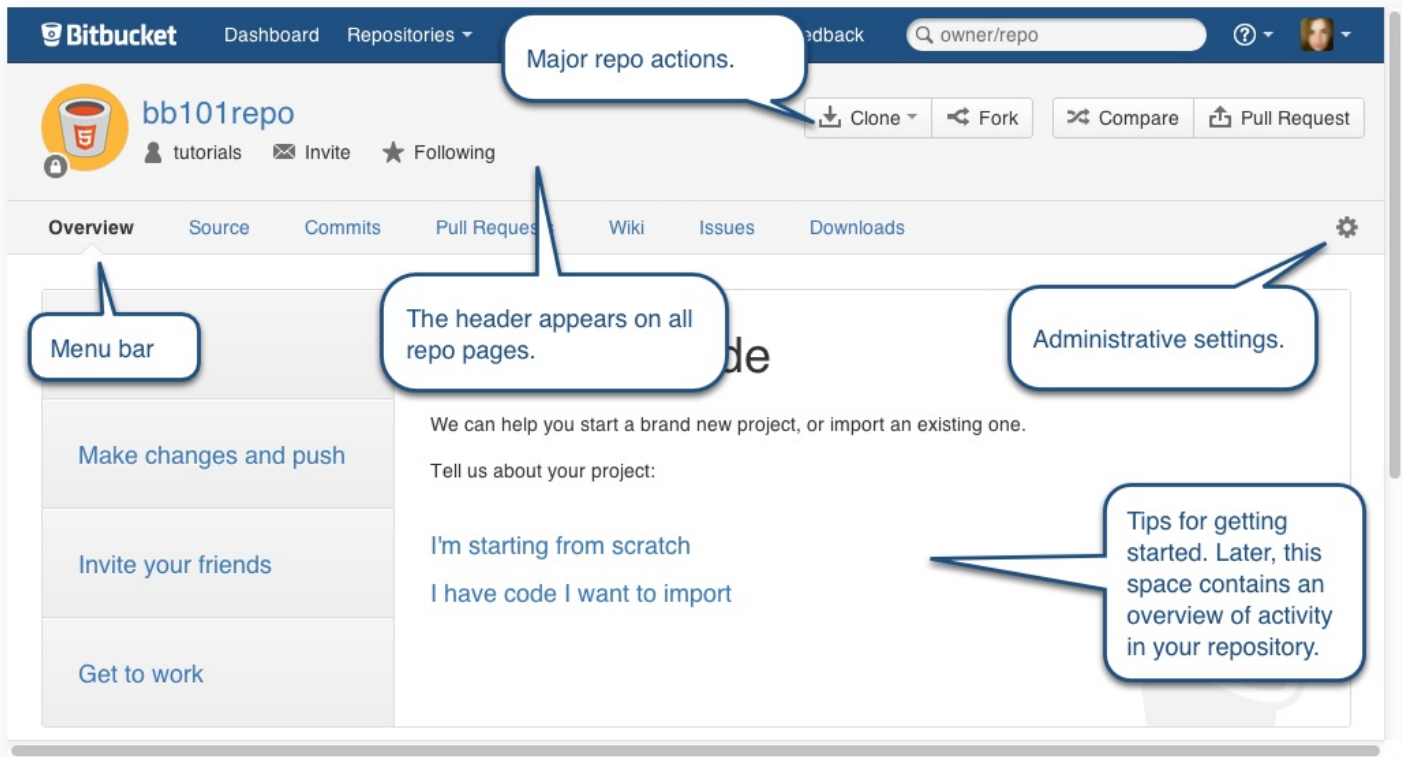 Bitbucket Dashboard Repositories owner/repo
Major repo actions.
bb101repo
tutorials Invite Following
Clone Fork Compare Pull Request
Overview Source Commits Pull Requests Wiki Issues Downloads
Menu bar
The header appears on all
repo pages.
Administrative settings.
We can help you start a brand new project, or import an existing one.
Tell us about your project:
Make changes and push
I'm starting from scratch
Invite your friends
I have code I want to import
Get to work
Tips for getting
started. Later, this
space contains an
overview of activity
in your repository.